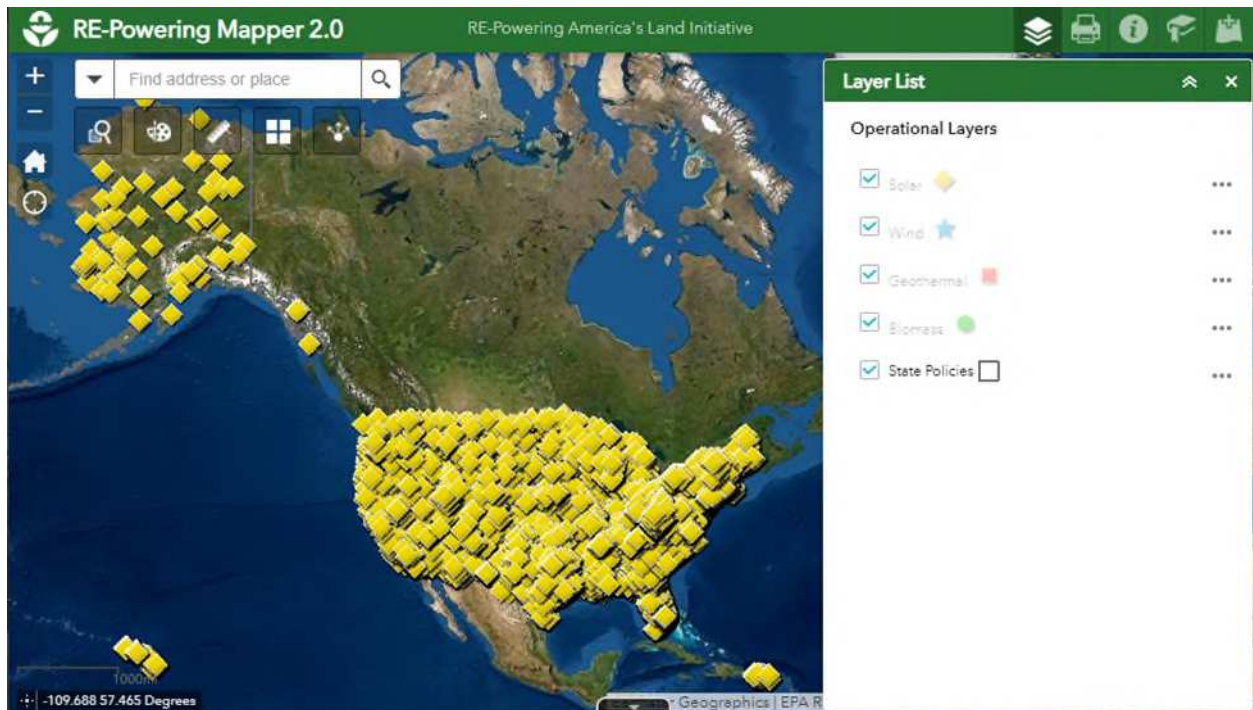 RE-Powering Mapper 2.0
RE-Powering America's Land Initiative
Find address or place
Layer List
Operational Layers
Solar
Wind
Geothermal
Biomass
State Policies
1000mi
-109.688 57.465 Degrees
Geographics | EPA R